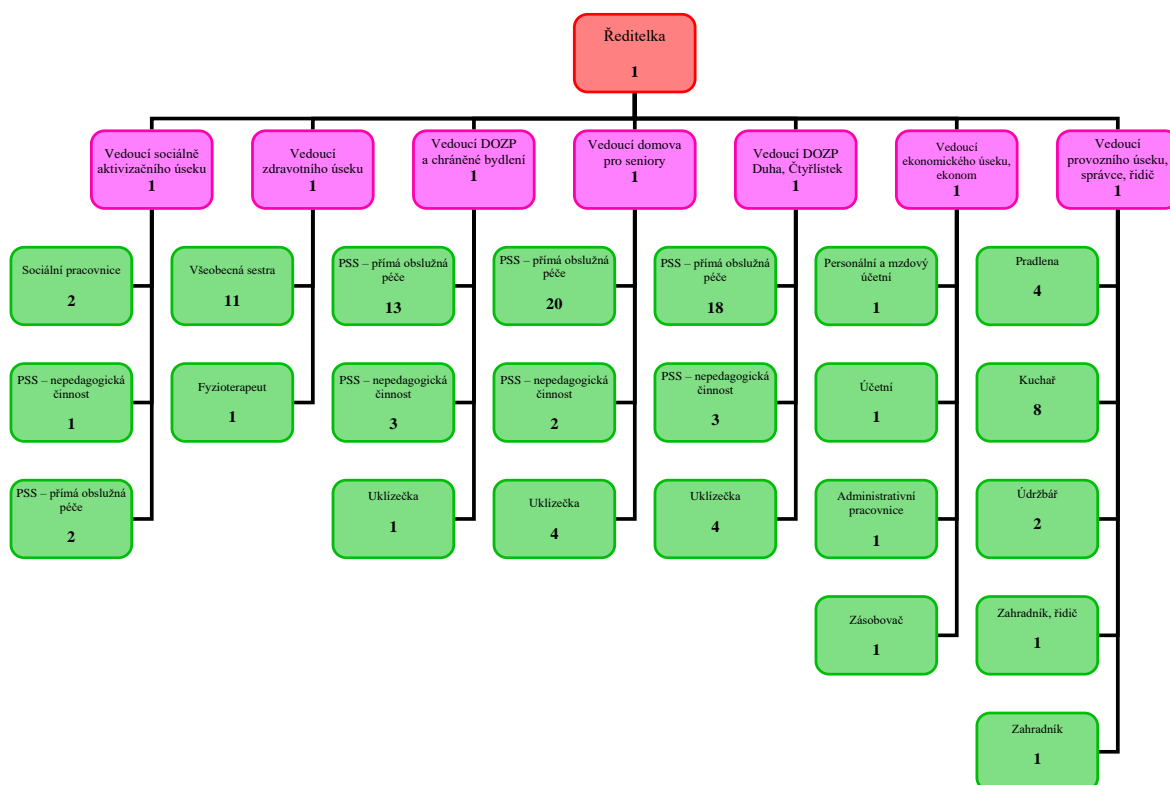 Ředitelka
1
Vedoucí sociálně
aktivizačního úseku
1
Vedoucí
zdravotního úseku
1
Vedoucí DOZP
a chráněné bydlení
1
Vedoucí domova
pro seniory
1
Vedoucí DOZP
Duha, Čtyřlístek
1
Vedoucí
ekonomického úseku,
ekonom
1
Vedoucí
provozního úseku,
správce, řidič
1
Sociální pracovnice
2
PSS – nepedagogická
činnost
1
PSS – přímá obslužná
péče
2
Všeobecná sestra
11
Fyzioterapeut
1
PSS – přímá obslužná
péče
13
PSS – nepedagogická
činnost
3
Uklízečka
1
PSS – přímá obslužná
péče
20
PSS – nepedagogická
činnost
2
Uklízečka
4
PSS – přímá obslužná
péče
18
PSS – nepedagogická
činnost
3
Uklízečka
4
Personální a mzdový
účetní
1
Účetní
1
Administrativní
pracovnice
1
Zásobovač
1
Pradlena
4
Kuchař
8
Údržbář
2
Zahradník, řidič
1
Zahradník
1